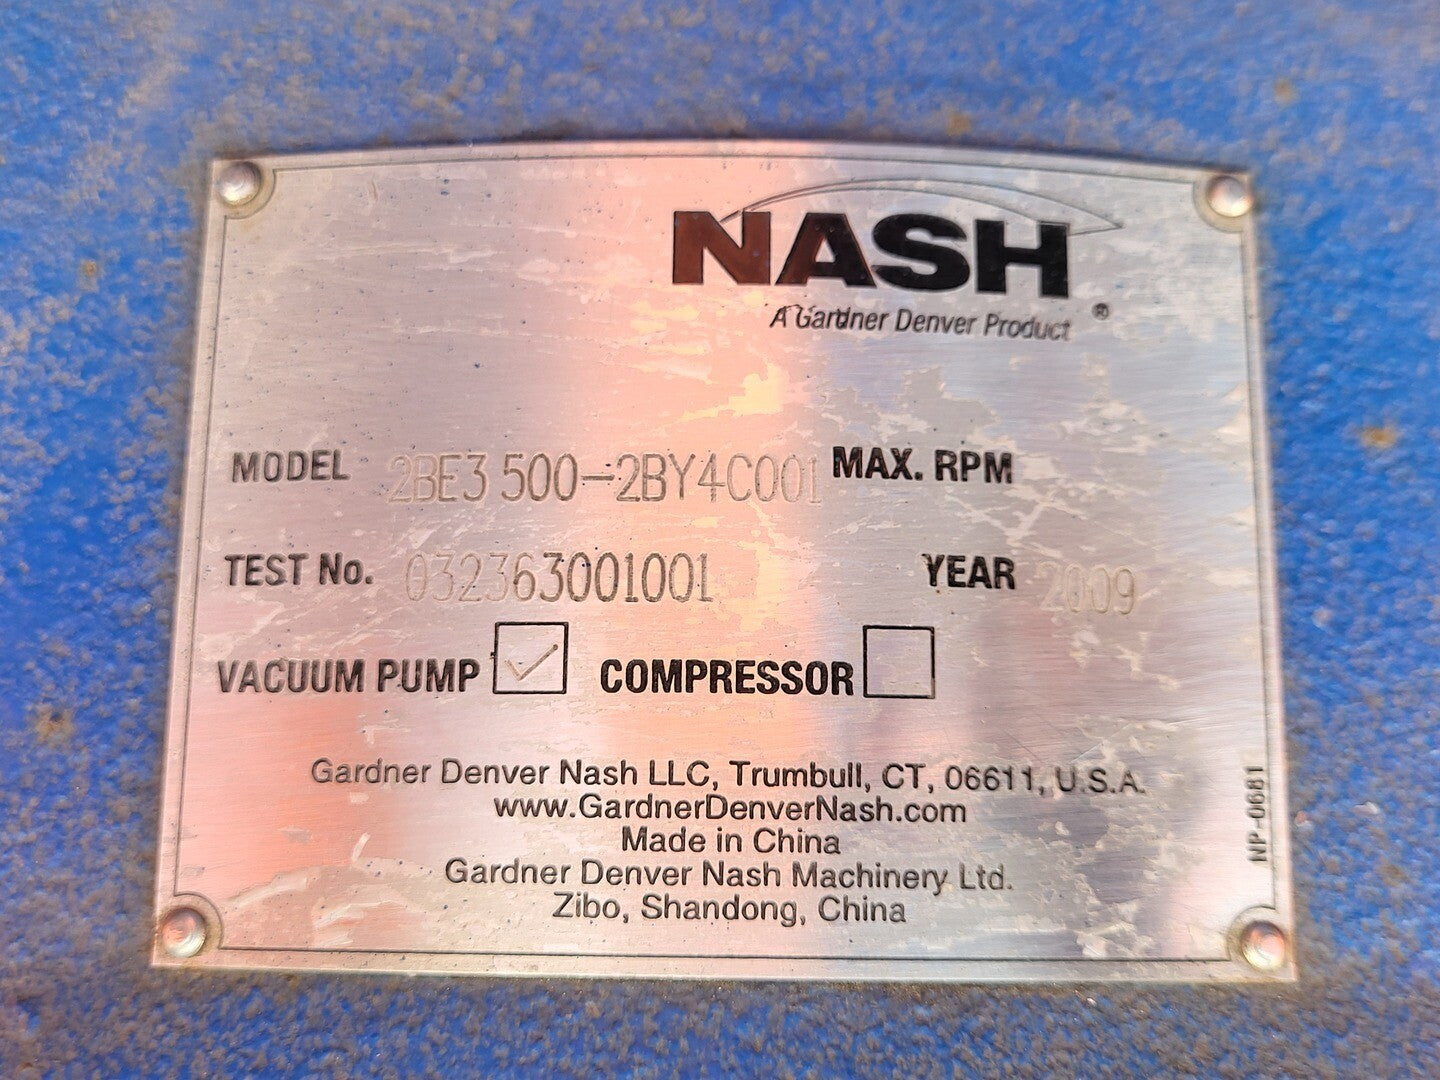 NASH
®
A Gardner Denver Product
MODEL 2BE3 500-2BY4C001 MAX. RPM
TEST No. 032363001001 YEAR 2009
VACUUM PUMP COMPRESSOR
Gardner Denver Nash LLC, Trumbull, CT, 06611, U.S.A.
www.GardnerDenverNash.com
Made in China
Gardner Denver Nash Machinery Ltd.
Zibo, Shandong, China
NP-0681